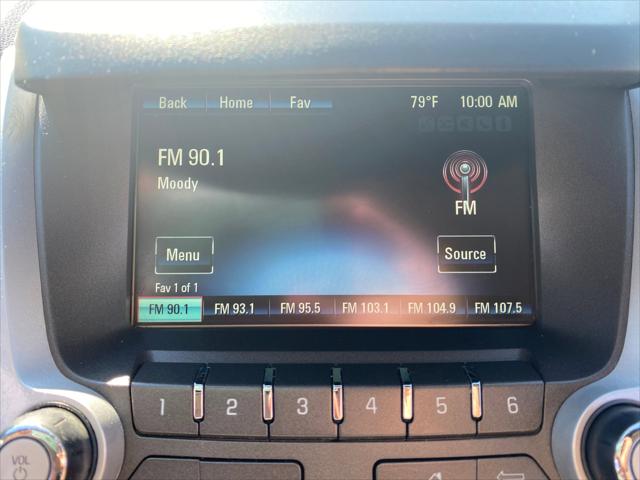 Back Home Fav 79°F 10:00 AM
FM 90.1
Moody
FM
Menu Source
Fav 1 of 1
FM 90.1 FM 93.1 FM 95.5 FM 103.1 FM 104.9 FM 107.5
1 2 3 4 5 6
VOL